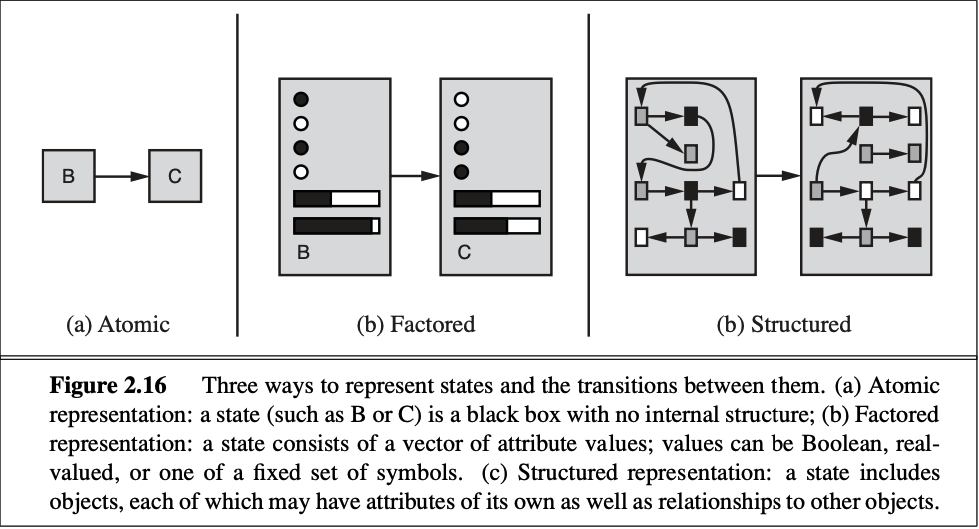 B
C
B
C
(a) Atomic
(b) Factored
(b) Structured
Figure 2.16 Three ways to represent states and the transitions between them. (a) Atomic
representation: a state (such as B or C) is a black box with no internal structure; (b) Factored
representation: a state consists of a vector of attribute values; values can be Boolean, real-
valued, or one of a fixed set of symbols. (c) Structured representation: a state includes
objects, each of which may have attributes of its own as well as relationships to other objects.